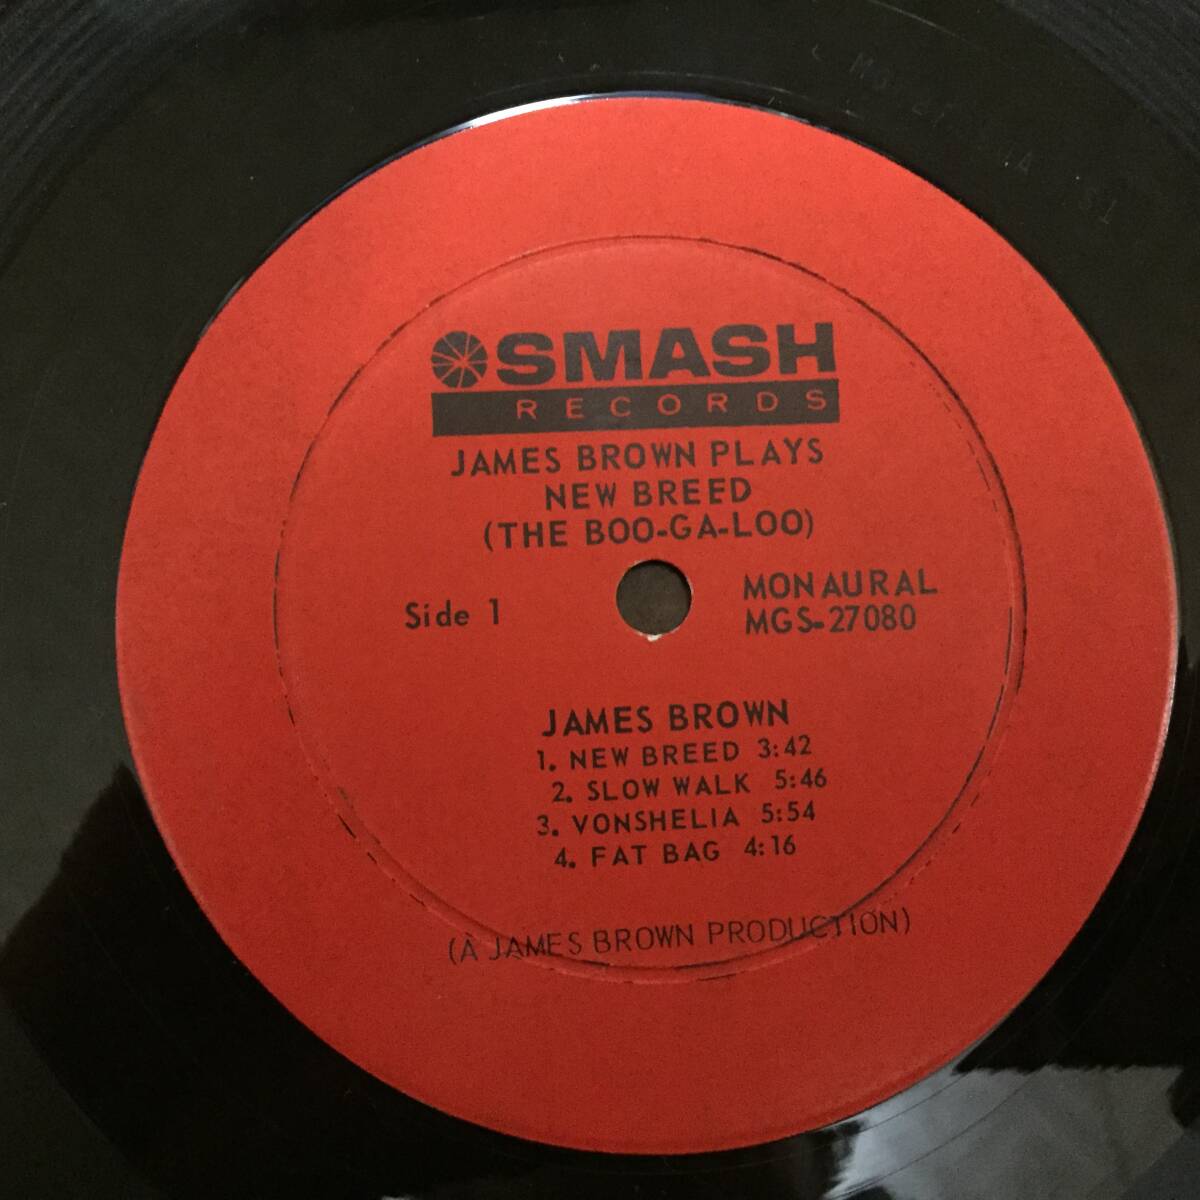 SMASH
RECORDS
JAMES BROWN PLAYS
NEW BREED
(THE BOO-GA-LOO)
Side 1
MONAURAL
MGS-27080
JAMES BROWN
1. NEW BREED 3:42
2. SLOW WALK 5:46
3. VONSHELIA 5:54
4. FAT BAG 4:16
(A JAMES BROWN PRODUCTION)